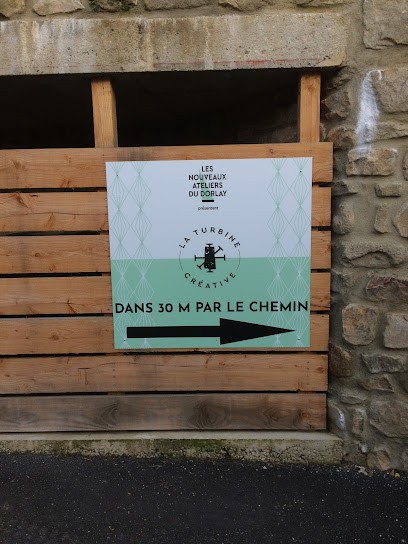 LES
NOUVEAUX
ATELIERS
DU DORLAY
présentent
LA TURBINE
CRÉATIVE
DANS 30 M PAR LE CHEMIN